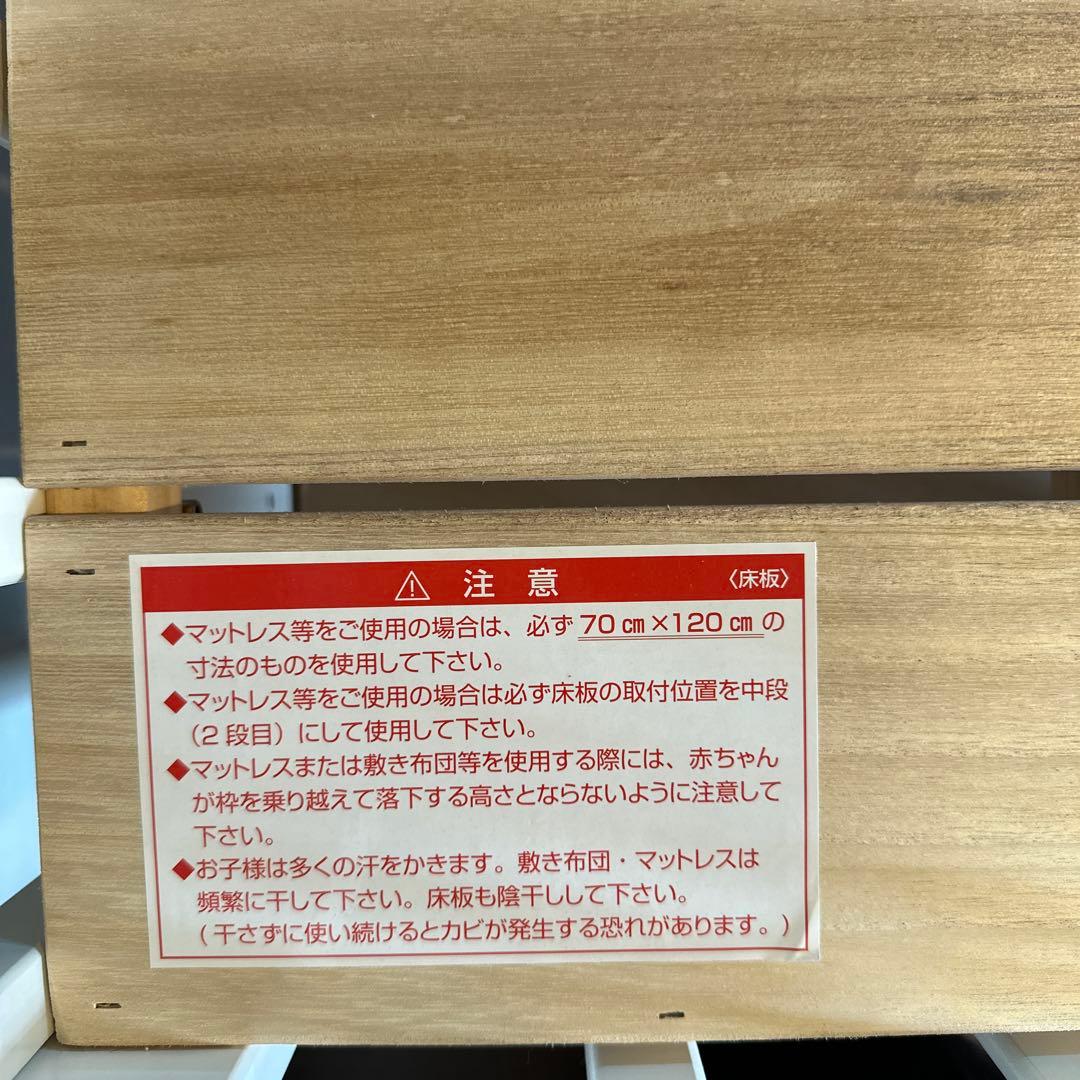 ⚠ 注意 〈床板〉
◆マットレス等をご使用の場合は、必ず70㎝×120㎝の
寸法のものを使用して下さい。
◆マットレス等をご使用の場合は必ず床板の取付位置を中段
(2段目)にして使用して下さい。
◆マットレスまたは敷き布団等を使用する際には、赤ちゃん
が枠を乗り越えて落下する高さとならないように注意して
下さい。
◆お子様は多くの汗をかきます。敷き布団・マットレスは
頻繁に干して下さい。床板も陰干しして下さい。
(干さずに使い続けるとカビが発生する恐れがあります。)